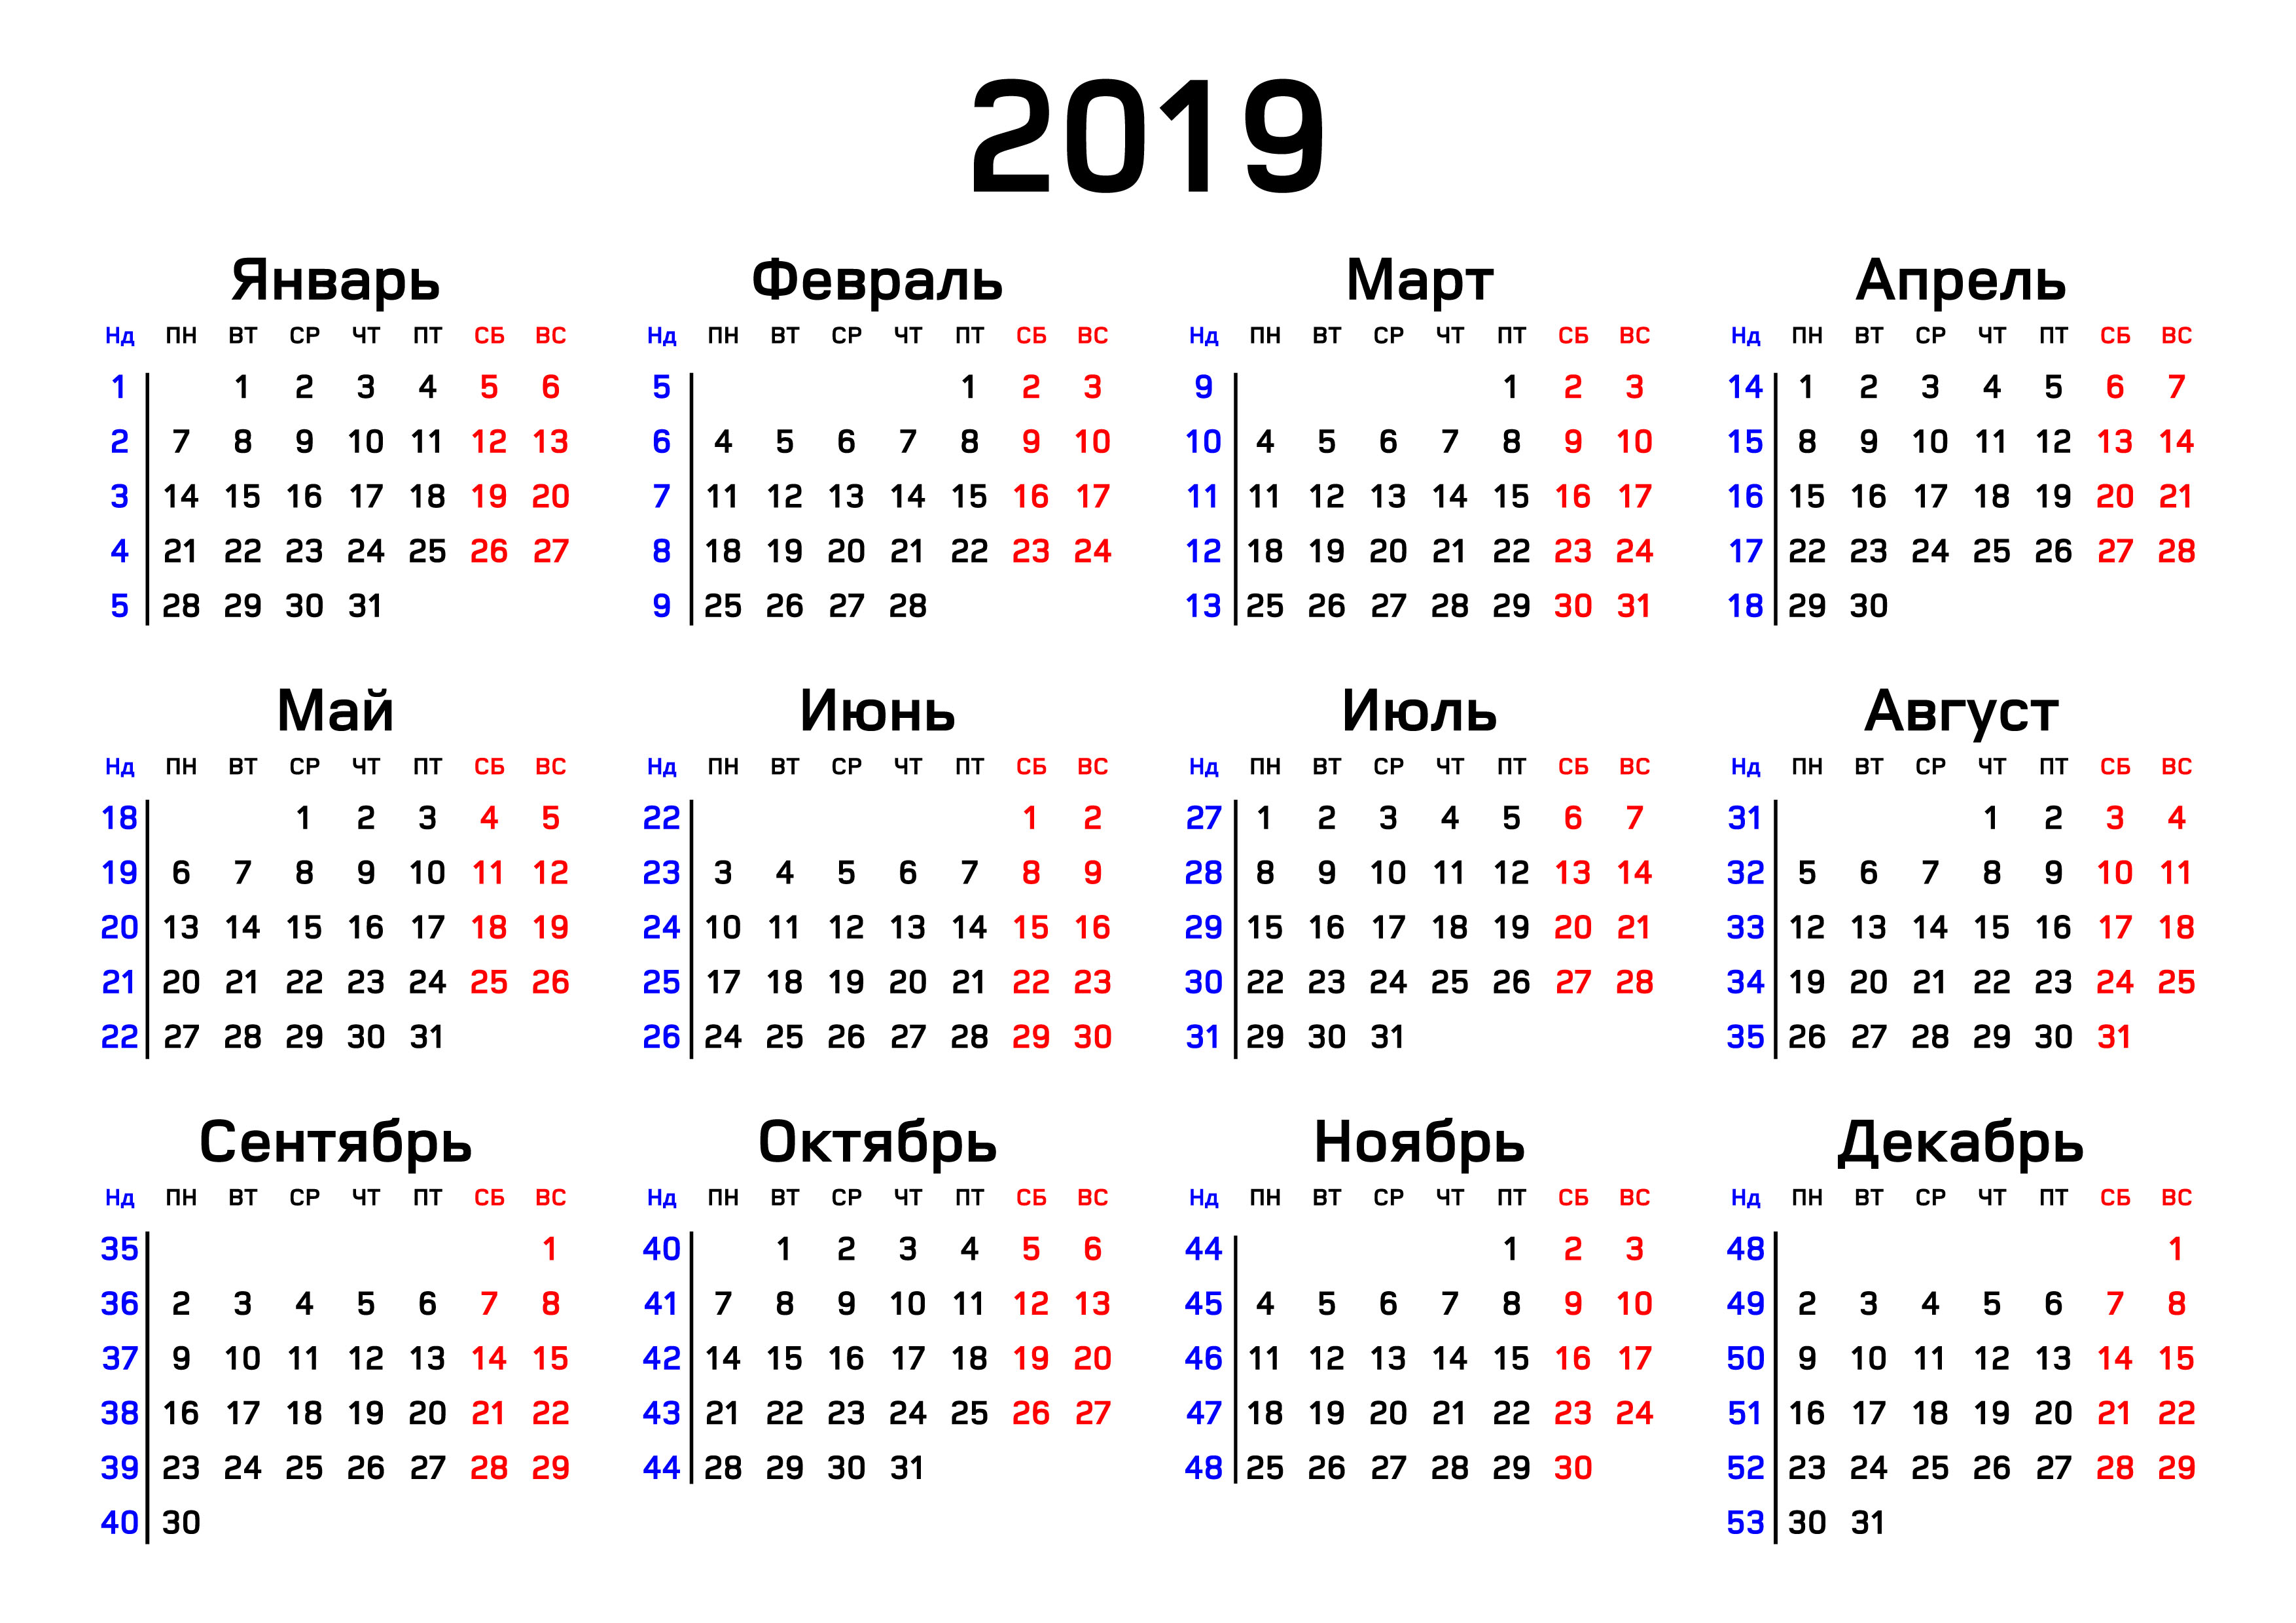 2019
Январь Февраль Март Апрель
Нд ПН ВТ СР ЧТ ПТ СБ ВС Нд ПН ВТ СР ЧТ ПТ СБ ВС Нд ПН ВТ СР ЧТ ПТ СБ ВС Нд ПН ВТ СР ЧТ ПТ СБ ВС
1 1 2 3 4 5 6 5 1 2 3 9 1 2 3 14 1 2 3 4 5 6 7
2 7 8 9 10 11 12 13 6 4 5 6 7 8 9 10 10 4 5 6 7 8 9 10 15 8 9 10 11 12 13 14
3 14 15 16 17 18 19 20 7 11 12 13 14 15 16 17 11 11 12 13 14 15 16 17 16 15 16 17 18 19 20 21
4 21 22 23 24 25 26 27 8 18 19 20 21 22 23 24 12 18 19 20 21 22 23 24 17 22 23 24 25 26 27 28
5 28 29 30 31 9 25 26 27 28 13 25 26 27 28 29 30 31 18 29 30
Май Июнь Июль Август
Нд ПН ВТ СР ЧТ ПТ СБ ВС Нд ПН ВТ СР ЧТ ПТ СБ ВС Нд ПН ВТ СР ЧТ ПТ СБ ВС Нд ПН ВТ СР ЧТ ПТ СБ ВС
18 1 2 3 4 5 22 1 2 27 1 2 3 4 5 6 7 31 1 2 3 4
19 6 7 8 9 10 11 12 23 3 4 5 6 7 8 9 28 8 9 10 11 12 13 14 32 5 6 7 8 9 10 11
20 13 14 15 16 17 18 19 24 10 11 12 13 14 15 16 29 15 16 17 18 19 20 21 33 12 13 14 15 16 17 18
21 20 21 22 23 24 25 26 25 17 18 19 20 21 22 23 30 22 23 24 25 26 27 28 34 19 20 21 22 23 24 25
22 27 28 29 30 31 26 24 25 26 27 28 29 30 31 29 30 31 35 26 27 28 29 30 31
Сентябрь Октябрь Ноябрь Декабрь
Нд ПН ВТ СР ЧТ ПТ СБ ВС Нд ПН ВТ СР ЧТ ПТ СБ ВС Нд ПН ВТ СР ЧТ ПТ СБ ВС Нд ПН ВТ СР ЧТ ПТ СБ ВС
35 1 40 1 2 3 4 5 6 44 1 2 3 48 1
36 2 3 4 5 6 7 8 41 7 8 9 10 11 12 13 45 4 5 6 7 8 9 10 49 2 3 4 5 6 7 8
37 9 10 11 12 13 14 15 42 14 15 16 17 18 19 20 46 11 12 13 14 15 16 17 50 9 10 11 12 13 14 15
38 16 17 18 19 20 21 22 43 21 22 23 24 25 26 27 47 18 19 20 21 22 23 24 51 16 17 18 19 20 21 22
39 23 24 25 26 27 28 29 44 28 29 30 31 48 25 26 27 28 29 30 52 23 24 25 26 27 28 29
40 30 53 30 31